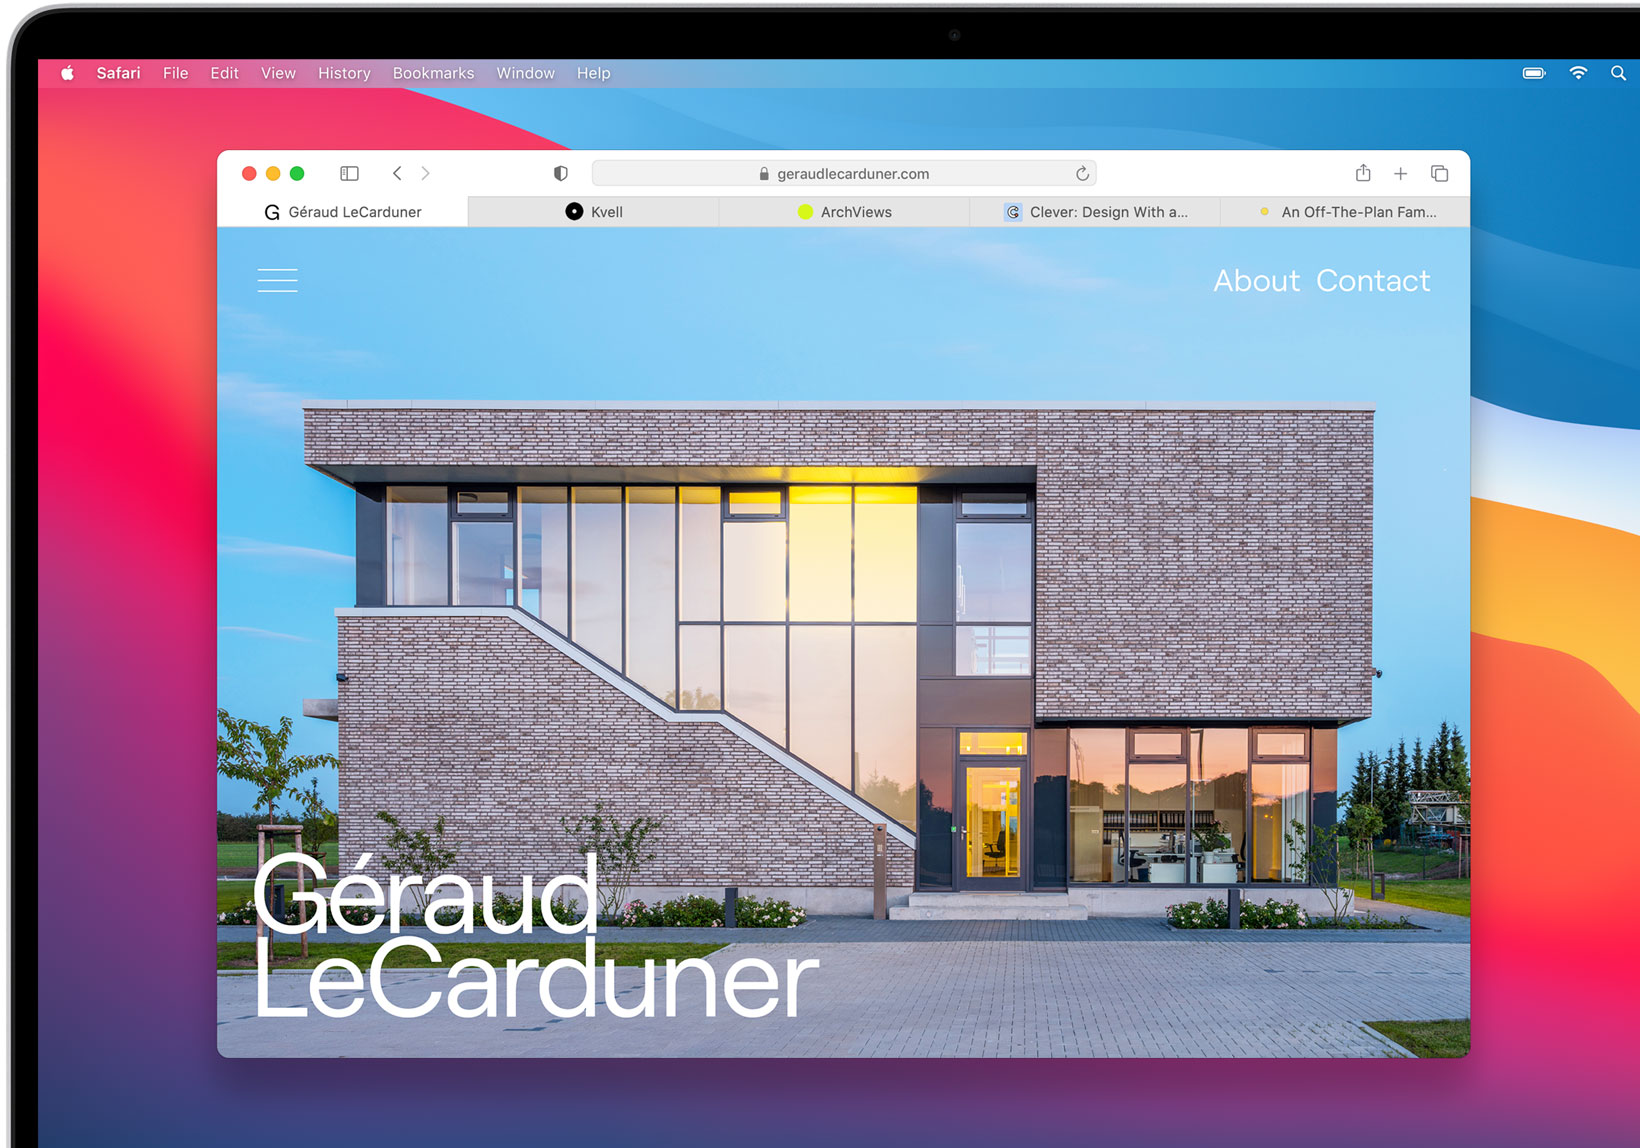 Safari File Edit View History Bookmarks Window Help
geraudlecarduner.com
G Géraud LeCarduner Kvell ArchViews C Clever: Design With a... An Off-The-Plan Fam...
About Contact
Géraud
LeCarduner